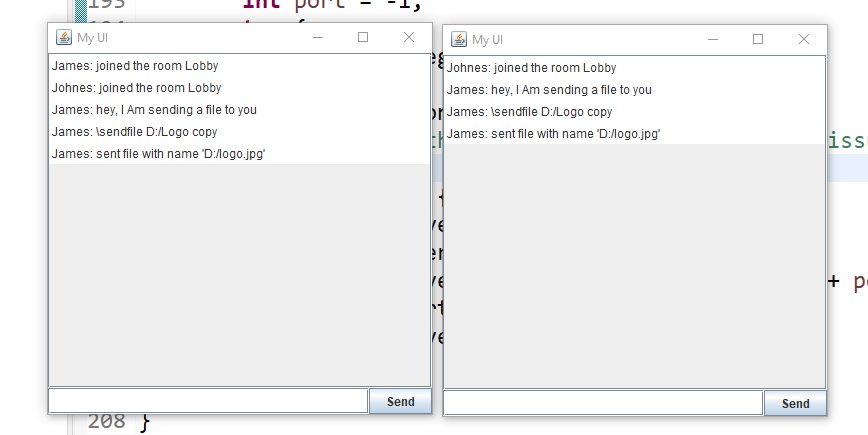 193 int port = -1;
My UI
James: joined the room Lobby
Johnes: joined the room Lobby
James: hey, I Am sending a file to you
James: \sendfile D:/Logo copy
James: sent file with name 'D:/logo.jpg'
Send
My UI
Johnes: joined the room Lobby
James: hey, I Am sending a file to you
James: \sendfile D:/Logo copy
James: sent file with name 'D:/logo.jpg'
Send
{
+
208 }